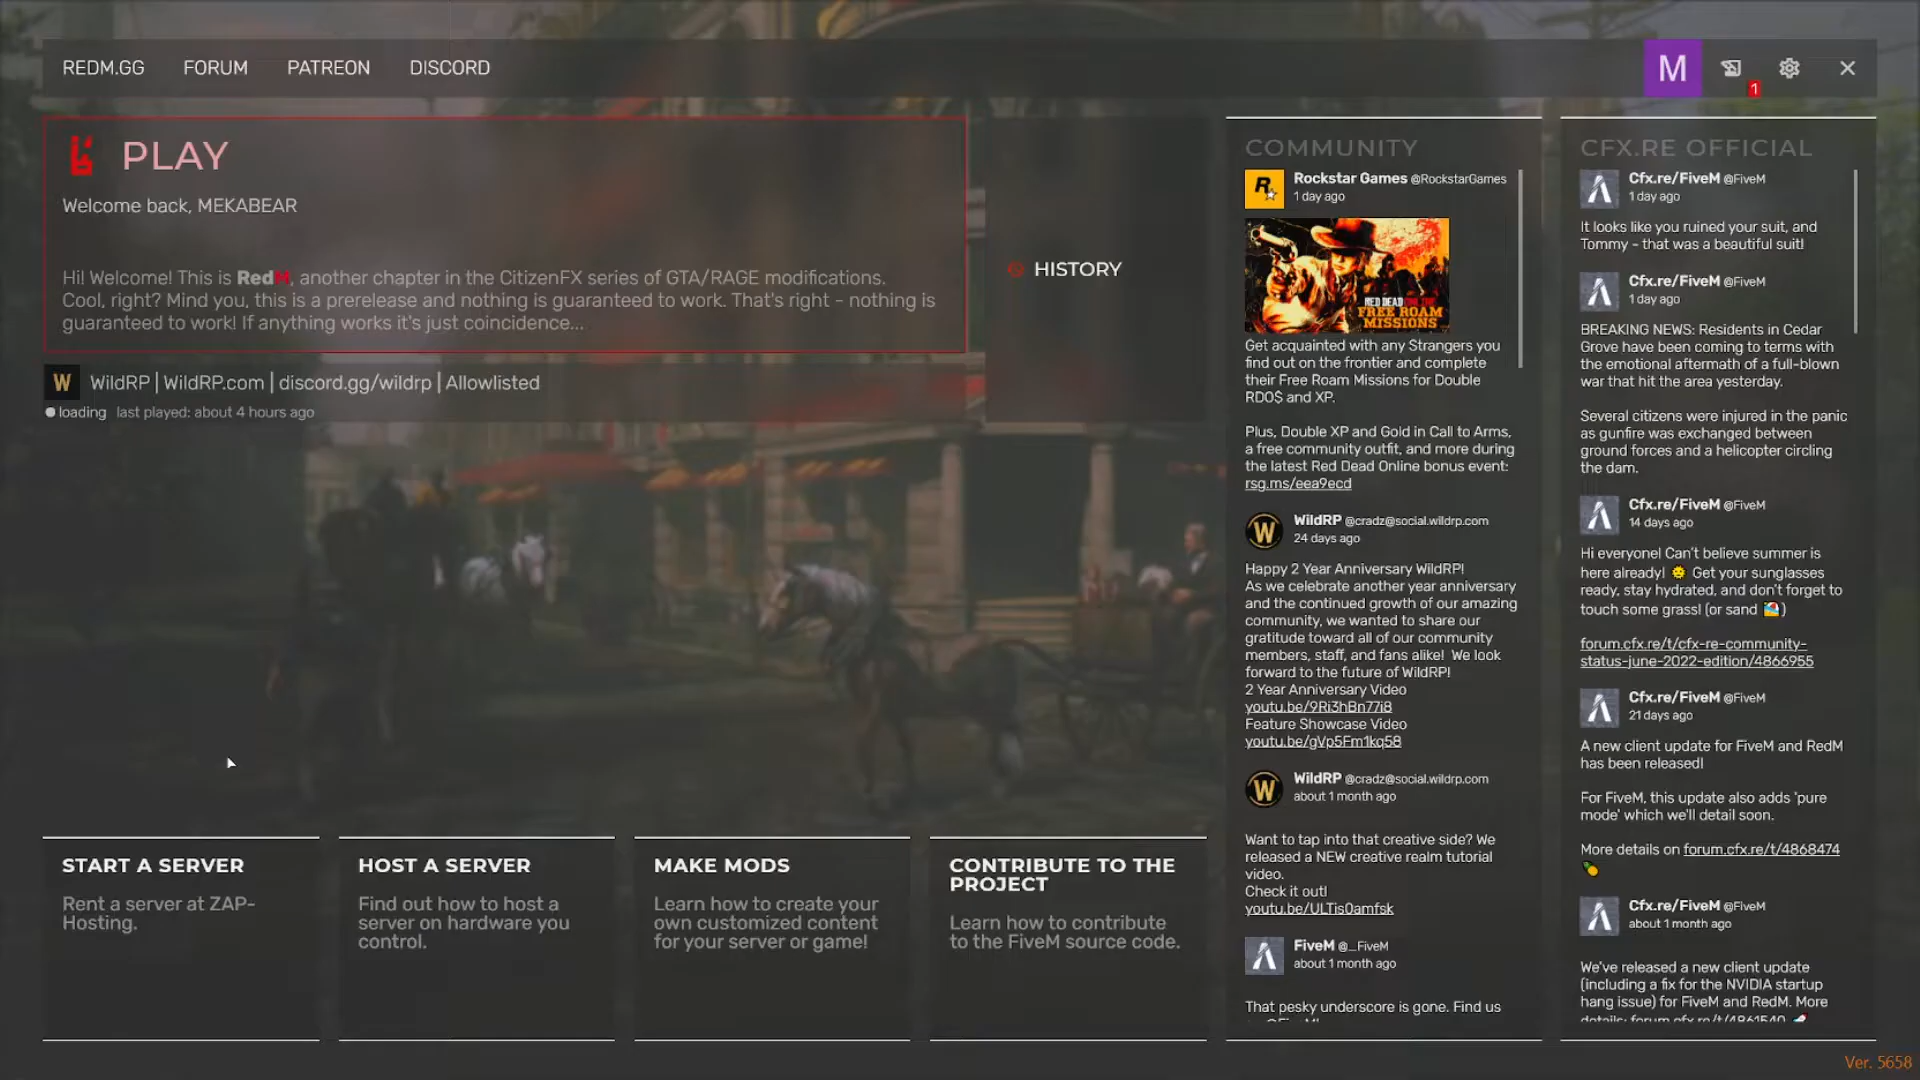 REDM.GG FORUM PATREON DISCORD
M
1
PLAY
Welcome back, MEKABEAR
Hi! Welcome! This is RedM, another chapter in the CitizenFX series of GTA/RAGE modifications.
Cool, right? Mind you, this is a prerelease and nothing is guaranteed to work. That's right - nothing is
guaranteed to work! If anything works it's just coincidence...
W WildRP | WildRP.com | discord.gg/wildrp | Allowlisted
loading last played: about 4 hours ago
HISTORY
START A SERVER
Rent a server at ZAP-
Hosting.
HOST A SERVER
Find out how to host a
server on hardware you
control.
MAKE MODS
Learn how to create your
own customized content
for your server or game!
CONTRIBUTE TO THE
PROJECT
Learn how to contribute
to the FiveM source code.
COMMUNITY
R
Rockstar Games @RockstarGames
1 day ago
RED DEAD ONLINE
FREE ROAM
MISSIONS
Get acquainted with any Strangers you
find out on the frontier and complete
their Free Roam Missions for Double
RDO$ and XP.
Plus, Double XP and Gold in Call to Arms,
a free community outfit, and more during
the latest Red Dead Online bonus event:
rsg.ms/eea9ecd
W
WildRP @cradz@social.wildrp.com
24 days ago
Happy 2 Year Anniversary WildRP!
As we celebrate another year anniversary
and the continued growth of our amazing
community, we wanted to share our
gratitude toward all of our community
members, staff, and fans alike! We look
forward to the future of WildRP!
2 Year Anniversary Video
youtu.be/9Ri3hBn77i8
Feature Showcase Video
youtu.be/gVp5Fm1kq58
W
WildRP @cradz@social.wildrp.com
about 1 month ago
Want to tap into that creative side? We
released a NEW creative realm tutorial
video.
Check it out!
youtu.be/ULTis0amfsk
FiveM @_FiveM
about 1 month ago
That pesky underscore is gone. Find us
CFX.RE OFFICIAL
Cfx.re/FiveM @FiveM
1 day ago
It looks like you ruined your suit, and
Tommy - that was a beautiful suit!
Cfx.re/FiveM @FiveM
1 day ago
BREAKING NEWS: Residents in Cedar
Grove have been coming to terms with
the emotional aftermath of a full-blown
war that hit the area yesterday.
Several citizens were injured in the panic
as gunfire was exchanged between
ground forces and a helicopter circling
the dam.
Cfx.re/FiveM @FiveM
14 days ago
Hi everyone! Can't believe summer is
here already! 🌞 Get your sunglasses
ready, stay hydrated, and don't forget to
touch some grass! (or sand 🏖)
forum.cfx.re/t/cfx-re-community-
status-june-2022-edition/4866955
Cfx.re/FiveM @FiveM
21 days ago
A new client update for FiveM and RedM
has been released!
For FiveM, this update also adds 'pure
mode' which we'll detail soon.
More details on forum.cfx.re/t/4868474
🍍
Cfx.re/FiveM @FiveM
about 1 month ago
We've released a new client update
(including a fix for the NVIDIA startup
hang issue) for FiveM and RedM. More
details: forum.cfx.re/t/4861540 🚀
Ver. 5658